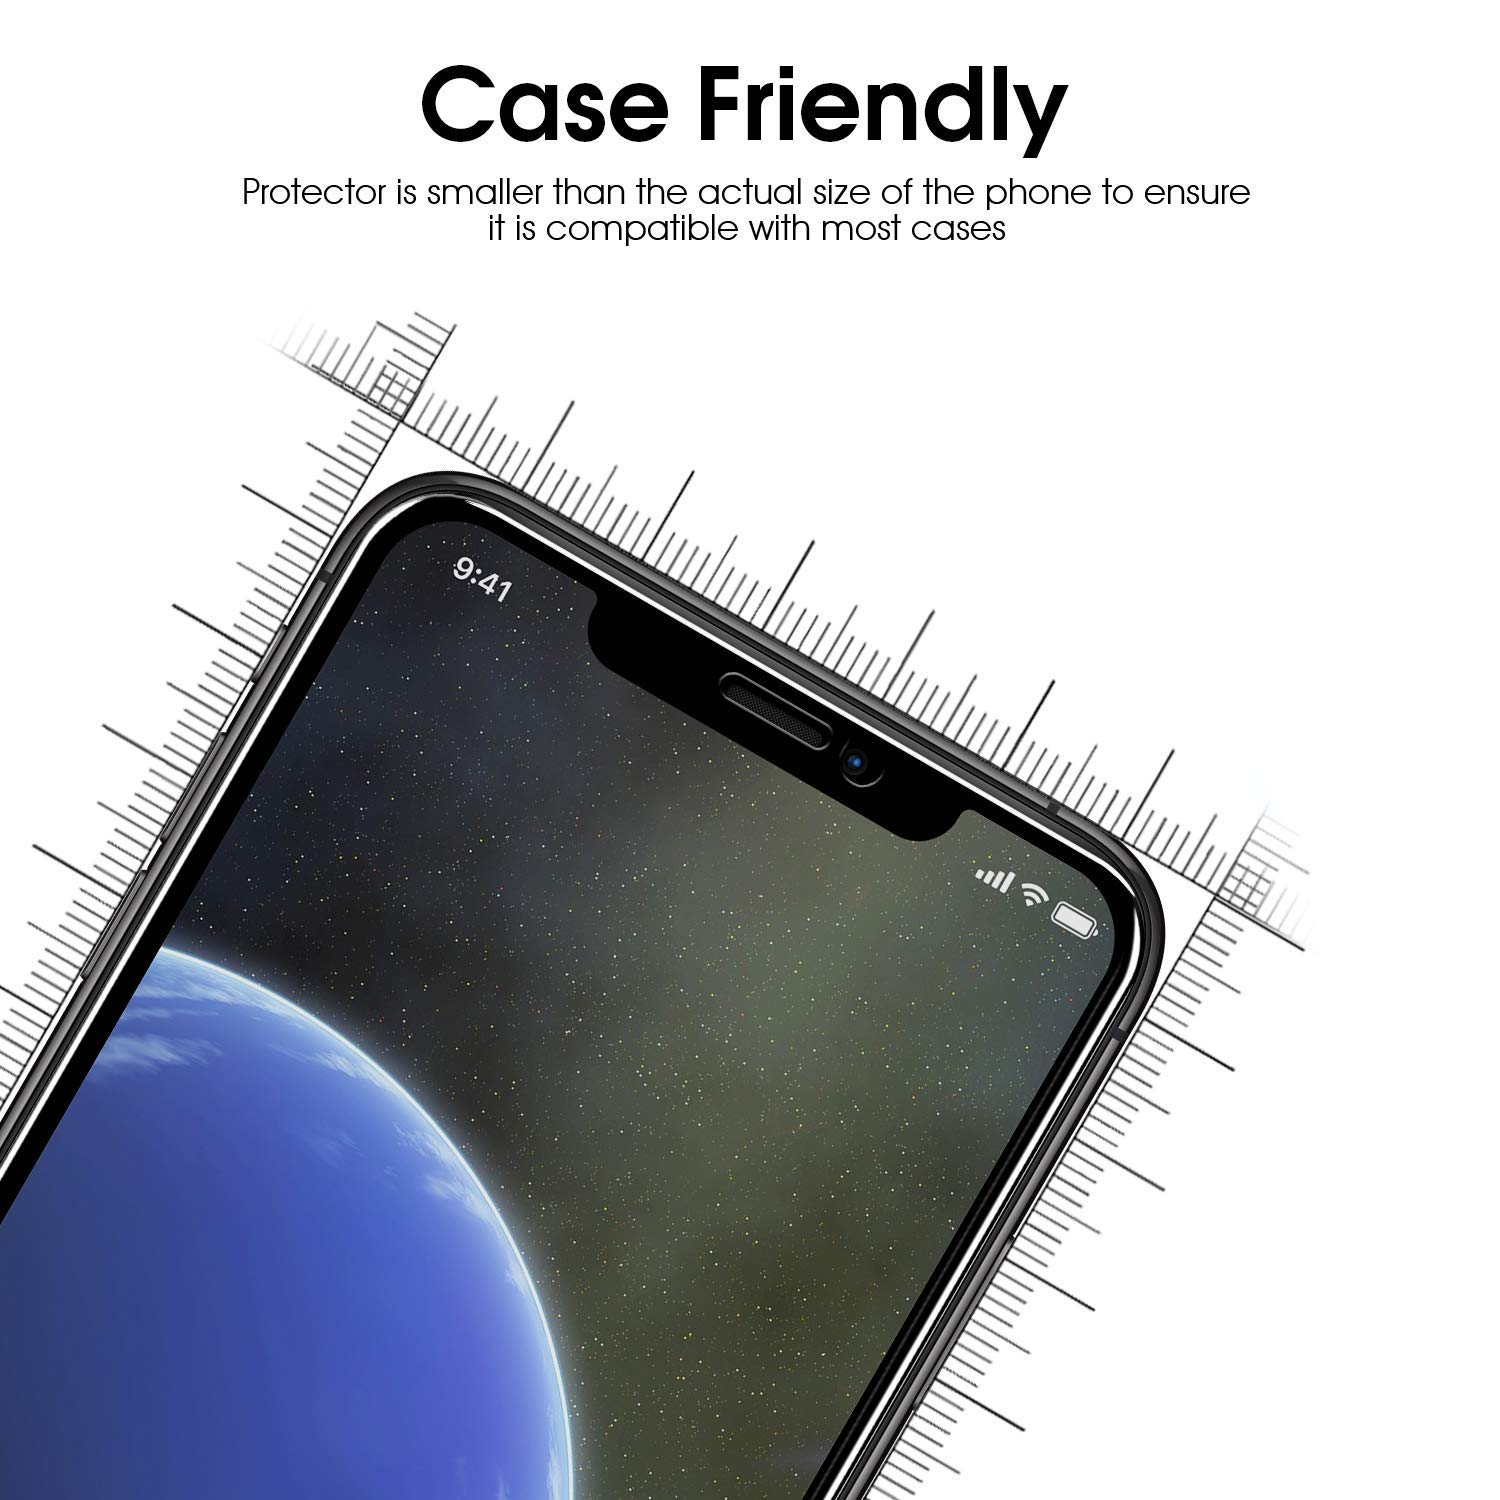 Case Friendly
Protector is smaller than the actual size of the phone to ensure
it is compatible with most cases
9:41